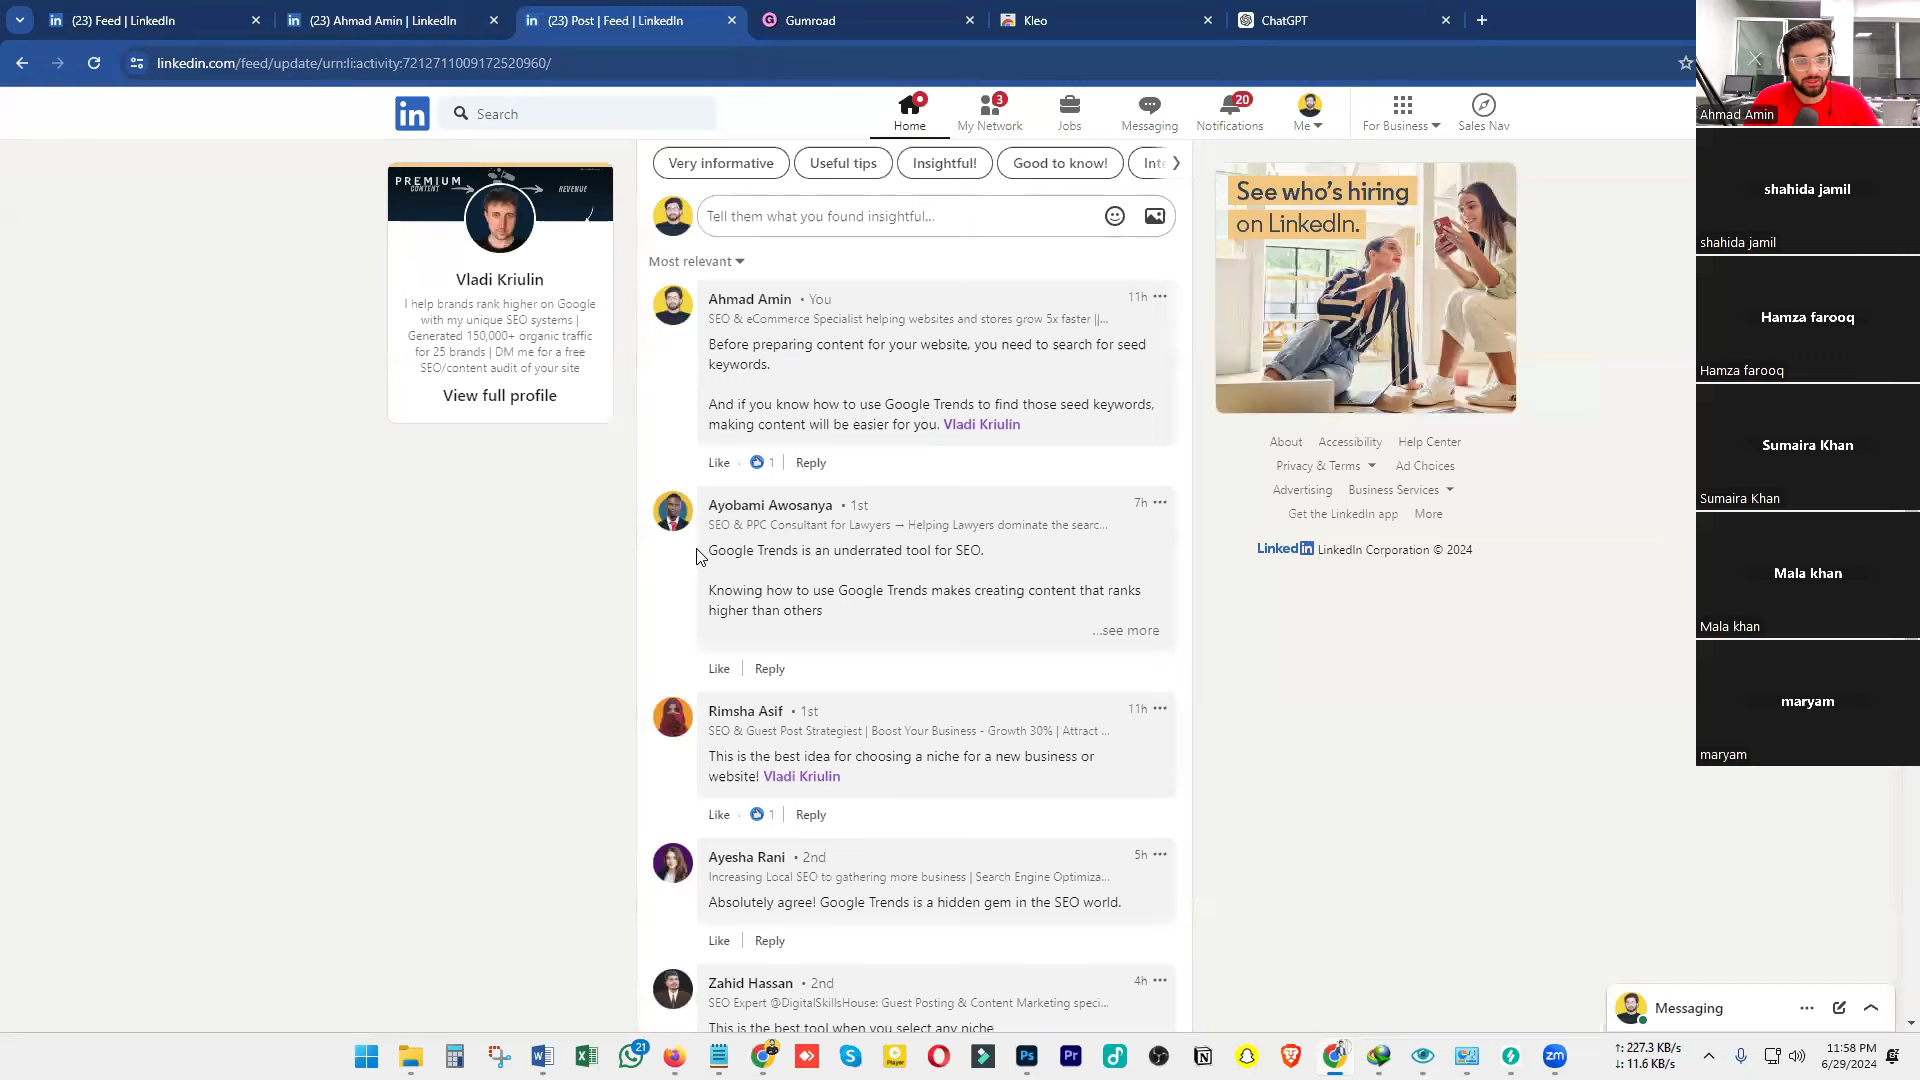 (23) Feed | LinkedIn
(23) Ahmad Amin | LinkedIn
(23) Post | Feed | LinkedIn
Gumroad
Kleo
ChatGPT
linkedin.com/feed/update/urn:li:activity:7212711009172520960/
in
Search
Home
3
My Network
Jobs
Messaging
20
Notifications
Me
For Business
Sales Nav
PREMIUM
CONTENT
REVENUE
Vladi Kriulin
I help brands rank higher on Google
with my unique SEO systems |
Generated 150,000+ organic traffic
for 25 brands | DM me for a free
SEO/content audit of your site
View full profile
Very informative
Useful tips
Insightful!
Good to know!
Inte
Tell them what you found insightful...
Most relevant
Ahmad Amin • You
11h
SEO & eCommerce Specialist helping websites and stores grow 5x faster ||...
Before preparing content for your website, you need to search for seed
keywords.
And if you know how to use Google Trends to find those seed keywords,
making content will be easier for you. Vladi Kriulin
Like · 1 | Reply
Ayobami Awosanya • 1st
7h
SEO & PPC Consultant for Lawyers → Helping Lawyers dominate the searc...
Google Trends is an underrated tool for SEO.
Knowing how to use Google Trends makes creating content that ranks
higher than others
...see more
Like | Reply
Rimsha Asif • 1st
11h
SEO & Guest Post Strategiest | Boost Your Business - Growth 30% | Attract ...
This is the best idea for choosing a niche for a new business or
website! Vladi Kriulin
Like · 1 | Reply
Ayesha Rani • 2nd
5h
Increasing Local SEO to gathering more business | Search Engine Optimiza...
Absolutely agree! Google Trends is a hidden gem in the SEO world.
Like | Reply
Zahid Hassan • 2nd
4h
SEO Expert @DigitalSkillsHouse: Guest Posting & Content Marketing speci...
This is the best tool when you select any niche
See who's hiring
on LinkedIn.
About
Accessibility
Help Center
Privacy & Terms
Ad Choices
Advertising
Business Services
Get the LinkedIn app
More
LinkedIn LinkedIn Corporation © 2024
Ahmad Amin
shahida jamil
shahida jamil
Hamza farooq
Hamza farooq
Sumaira Khan
Sumaira Khan
Mala khan
Mala khan
maryam
maryam
Messaging
21
Player
Ps
Pr
zm
↑: 227.3 KB/s
↓: 11.6 KB/s
11:58 PM
6/29/2024